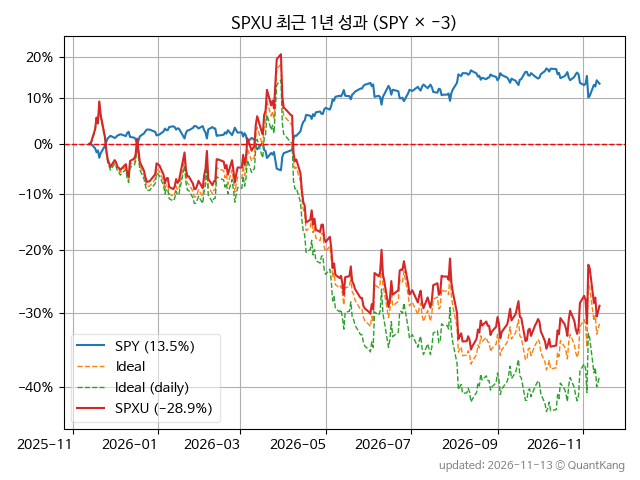 SPXU 최근 1년 성과 (SPY × −3)
20%
10%
0%
−10%
−20%
−30%
−40%
SPY (13.5%)
Ideal
Ideal (daily)
SPXU (−28.9%)
2025-11
2026-01
2026-03
2026-05
2026-07
2026-09
2026-11
updated: 2026-11-13 ⓒ QuantKang